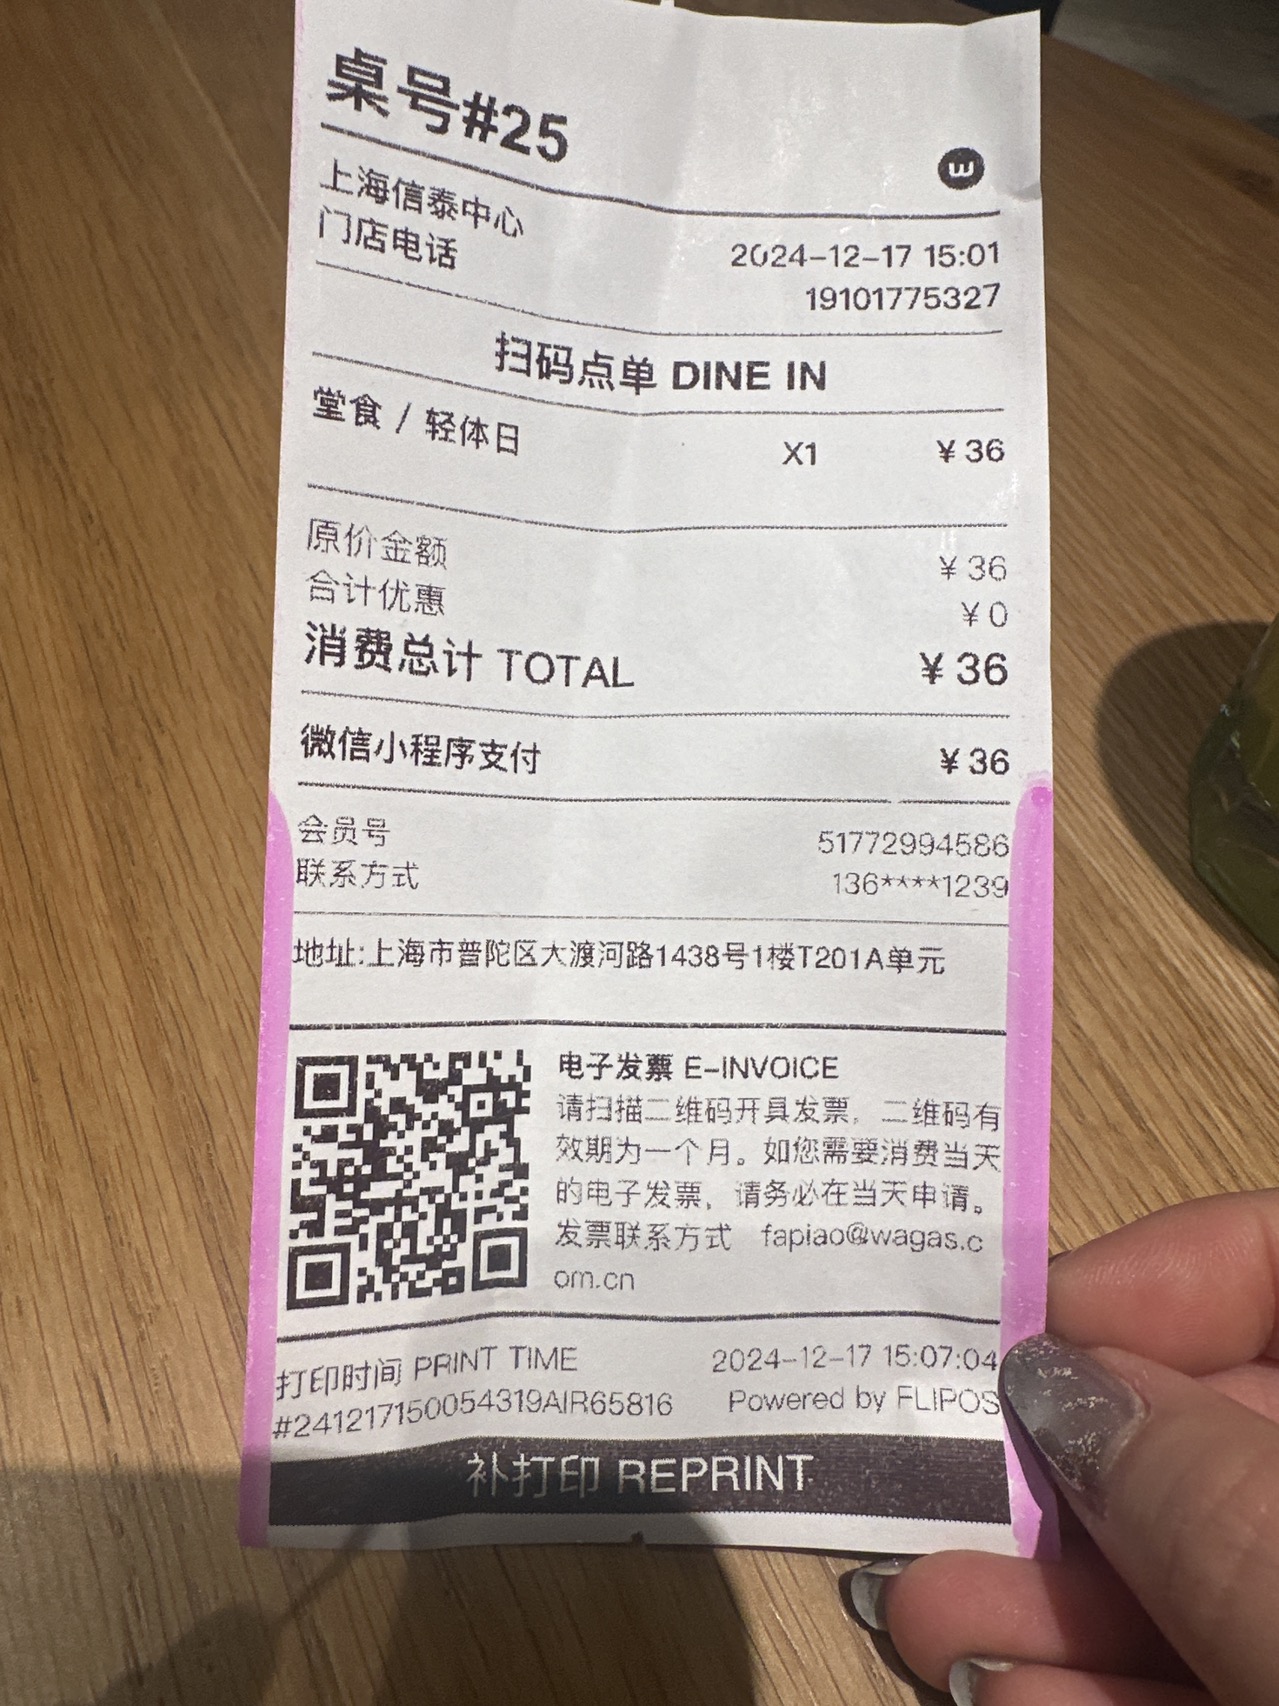 桌号#25
上海信泰中心 2024-12-17 15:01
门店电话 19101775327
扫码点单 DINE IN
堂食 / 轻体日 X1 ¥36
原价金额 ¥36
合计优惠 ¥0
消费总计 TOTAL ¥36
微信小程序支付 ¥36
会员号 51772994586
联系方式 136****1239
地址:上海市普陀区大渡河路1438号1楼T201A单元
电子发票 E-INVOICE
请扫描二维码开具发票，二维码有
效期为一个月。如您需要消费当天
的电子发票，请务必在当天申请。
发票联系方式 fapiao@wagas.c
om.cn
打印时间 PRINT TIME 2024-12-17 15:07:04
#241217150054319AIR65816 Powered by FLIPOS
补打印 REPRINT